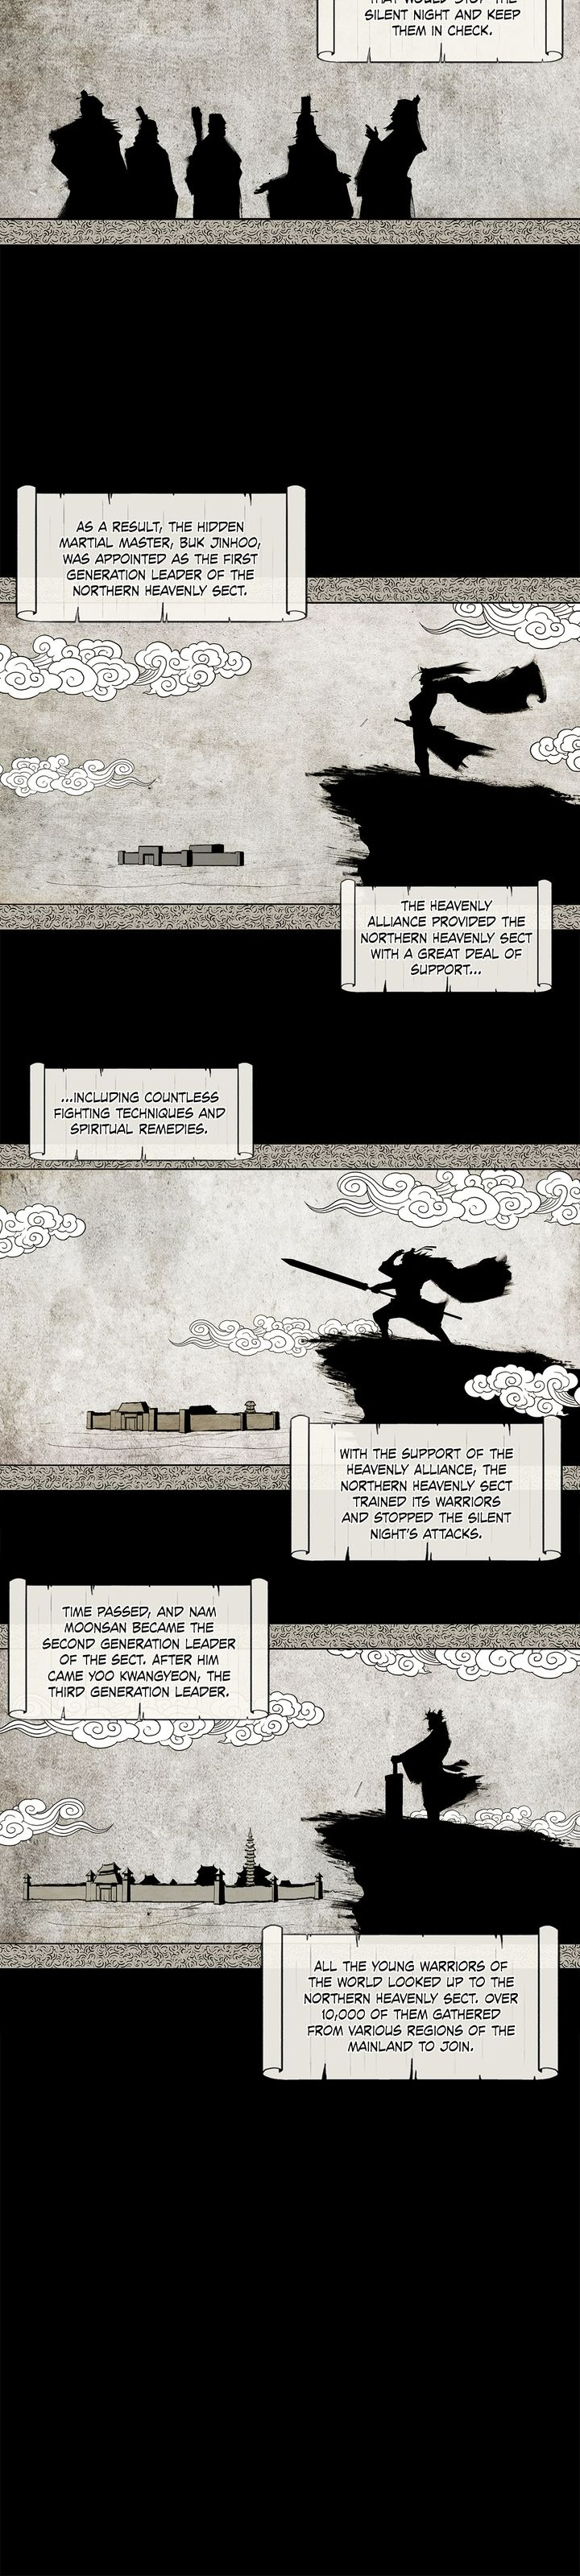 SILENT NIGHT AND KEEP
THEM IN CHECK.
AS A RESULT, THE HIDDEN
MARTIAL MASTER, BUK JINHOO,
WAS APPOINTED AS THE FIRST
GENERATION LEADER OF THE
NORTHERN HEAVENLY SECT.
THE HEAVENLY
ALLIANCE PROVIDED THE
NORTHERN HEAVENLY SECT
WITH A GREAT DEAL OF
SUPPORT...
...INCLUDING COUNTLESS
FIGHTING TECHNIQUES AND
SPIRITUAL REMEDIES.
WITH THE SUPPORT OF THE
HEAVENLY ALLIANCE, THE
NORTHERN HEAVENLY SECT
TRAINED ITS WARRIORS
AND STOPPED THE SILENT
NIGHT'S ATTACKS.
TIME PASSED, AND NAM
MOONSAN BECAME THE
SECOND GENERATION LEADER
OF THE SECT. AFTER HIM
CAME YOO KWANGYEON, THE
THIRD GENERATION LEADER.
ALL THE YOUNG WARRIORS OF
THE WORLD LOOKED UP TO THE
NORTHERN HEAVENLY SECT. OVER
10,000 OF THEM GATHERED
FROM VARIOUS REGIONS OF THE
MAINLAND TO JOIN.